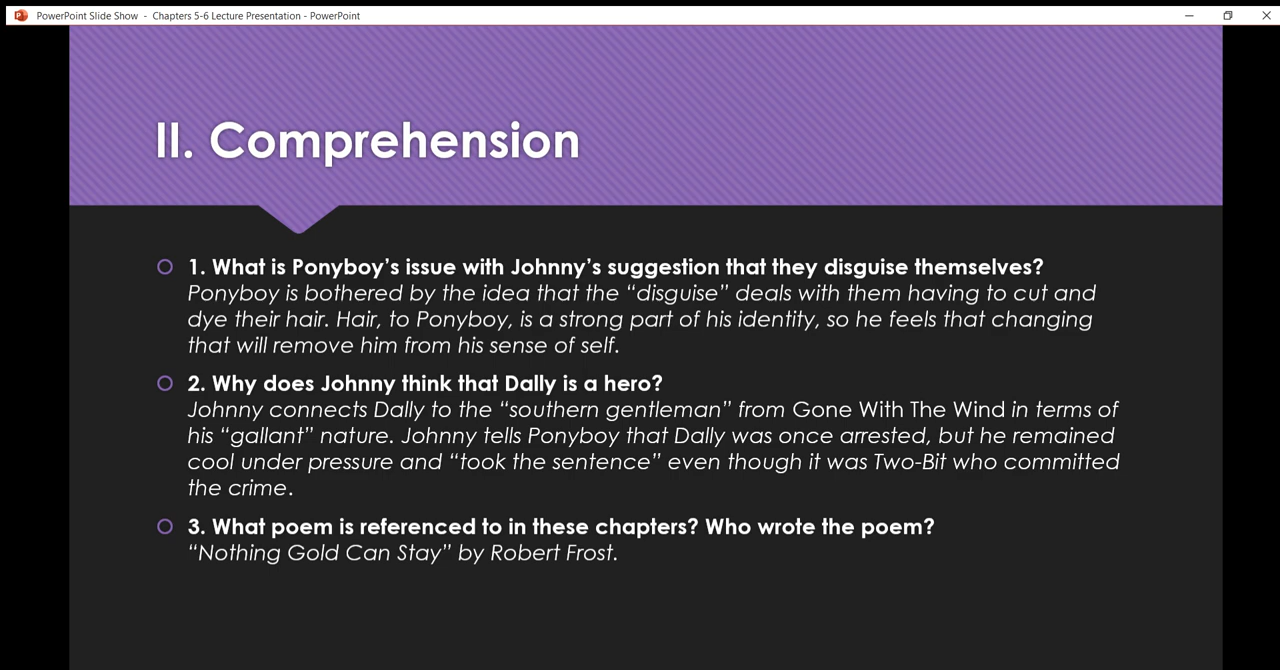 PowerPoint Slide Show - Chapters 5-6 Lecture Presentation - PowerPoint
II. Comprehension
1. What is Ponyboy’s issue with Johnny’s suggestion that they disguise themselves?
Ponyboy is bothered by the idea that the “disguise” deals with them having to cut and
dye their hair. Hair, to Ponyboy, is a strong part of his identity, so he feels that changing
that will remove him from his sense of self.
2. Why does Johnny think that Dally is a hero?
Johnny connects Dally to the “southern gentleman” from Gone With The Wind in terms of
his “gallant” nature. Johnny tells Ponyboy that Dally was once arrested, but he remained
cool under pressure and “took the sentence” even though it was Two-Bit who committed
the crime.
3. What poem is referenced to in these chapters? Who wrote the poem?
“Nothing Gold Can Stay” by Robert Frost.